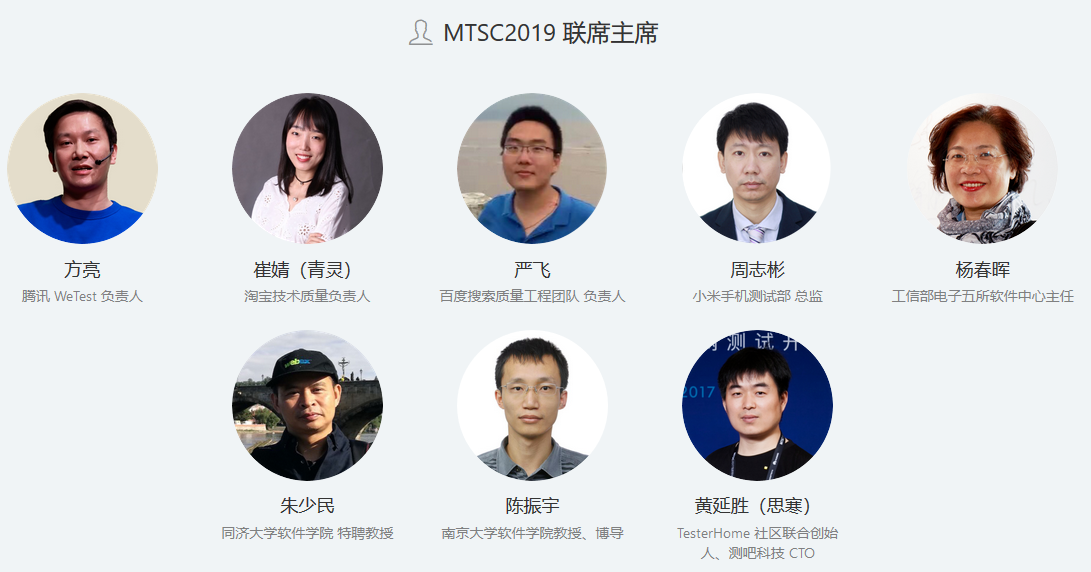 MTSC2019 联席主席
方亮
腾讯 WeTest 负责人
崔婧（青灵）
淘宝技术质量负责人
严飞
百度搜索质量工程团队 负责人
周志彬
小米手机测试部 总监
杨春晖
工信部电子五所软件中心主任
朱少民
同济大学软件学院 特聘教授
陈振宇
南京大学软件学院教授、博导
测试开
2017
黄延胜（思寒）
TesterHome 社区联合创始
人、测吧科技 CTO